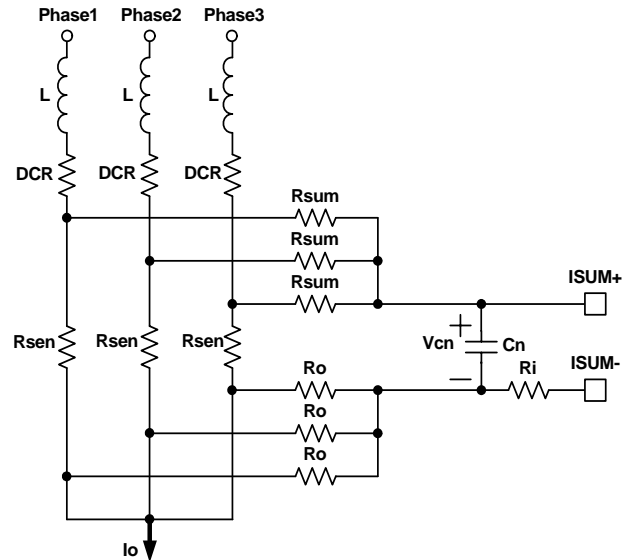 Phase1 Phase2 Phase3
L L L
DCR DCR DCR
Rsum
Rsum
Rsum
ISUM+
Rsen Rsen Rsen
Vcn Cn
Ro
Ri
ISUM-
Ro
Ro
Io